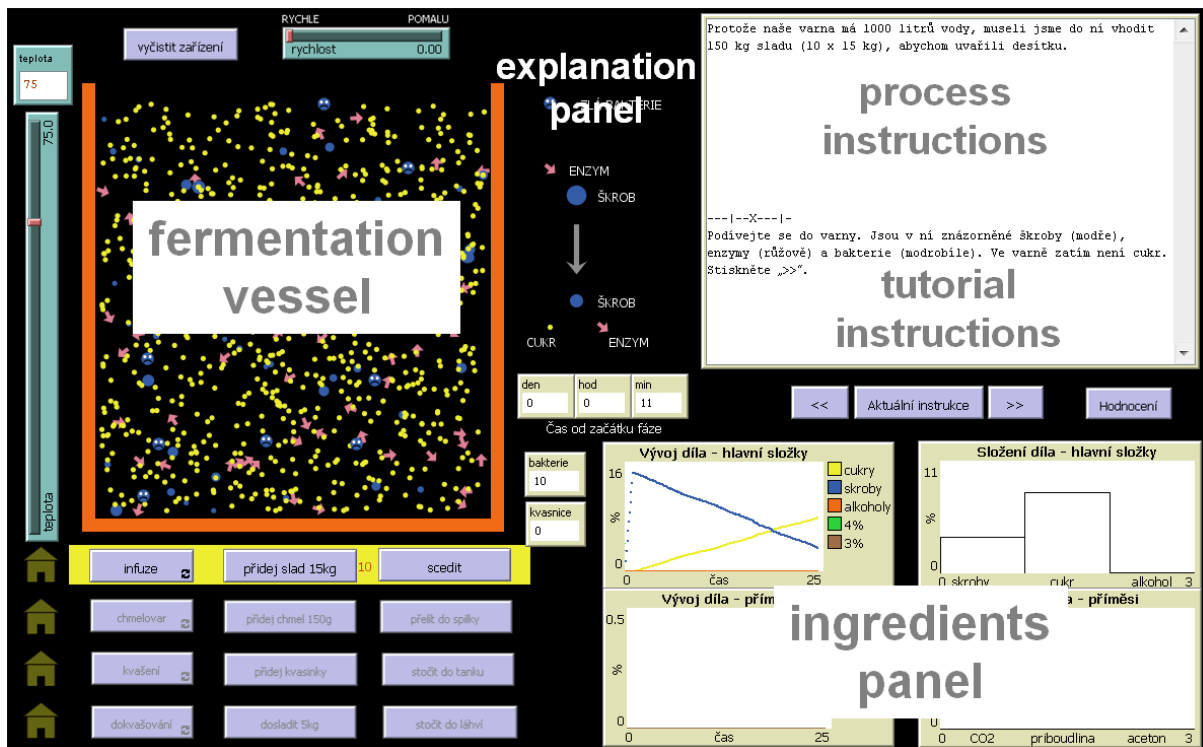 RYCHLE POMALU
rychlost 0.00
vyčistit zařízení
teplota
75
75.0
teplota
fermentation
vessel
explanation
panel
ZLÁ BAKTERIE
ENZYM
ŠKROB
ŠKROB
CUKR ENZYM
Protože naše varna má 1000 litrů vody, museli jsme do ní vhodit
150 kg sladu (10 x 15 kg), abychom uvařili desítku.
process
instructions
---|--X---|-
Podívejte se do varny. Jsou v ní znázorněné škroby (modře),
enzymy (růžově) a bakterie (modrobíle). Ve varně zatím není cukr.
Stiskněte „>>“.
tutorial
instructions
den hod min
0 0 11
Čas od začátku fáze
<< Aktuální instrukce >> Hodnocení
bakterie
10
kvasnice
0
Vývoj díla - hlavní složky
16
%
0
0 čas 25
cukry
skroby
alkoholy
4%
3%
Složení díla - hlavní složky
11
%
0
0 skroby cukr alkohol 3
infuze přidej slad 15kg 10 scedit
chmelovar přidej chmel 150g přelít do spilky
kvašení přidej kvasinky stočit do tanku
dokvašování dosladit 5kg stočit do láhví
Vývoj díla - přím
0.5
%
0
0 čas 25
a - příměsi
%
0
0 CO2 priboudlina aceton 3
ingredients
panel